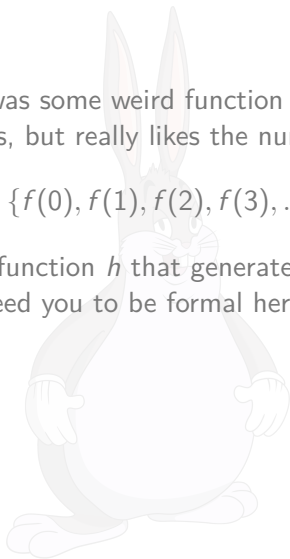 was some weird function
s, but really likes the nu
{f(0), f(1), f(2), f(3), .
function h that generate
eed you to be formal her